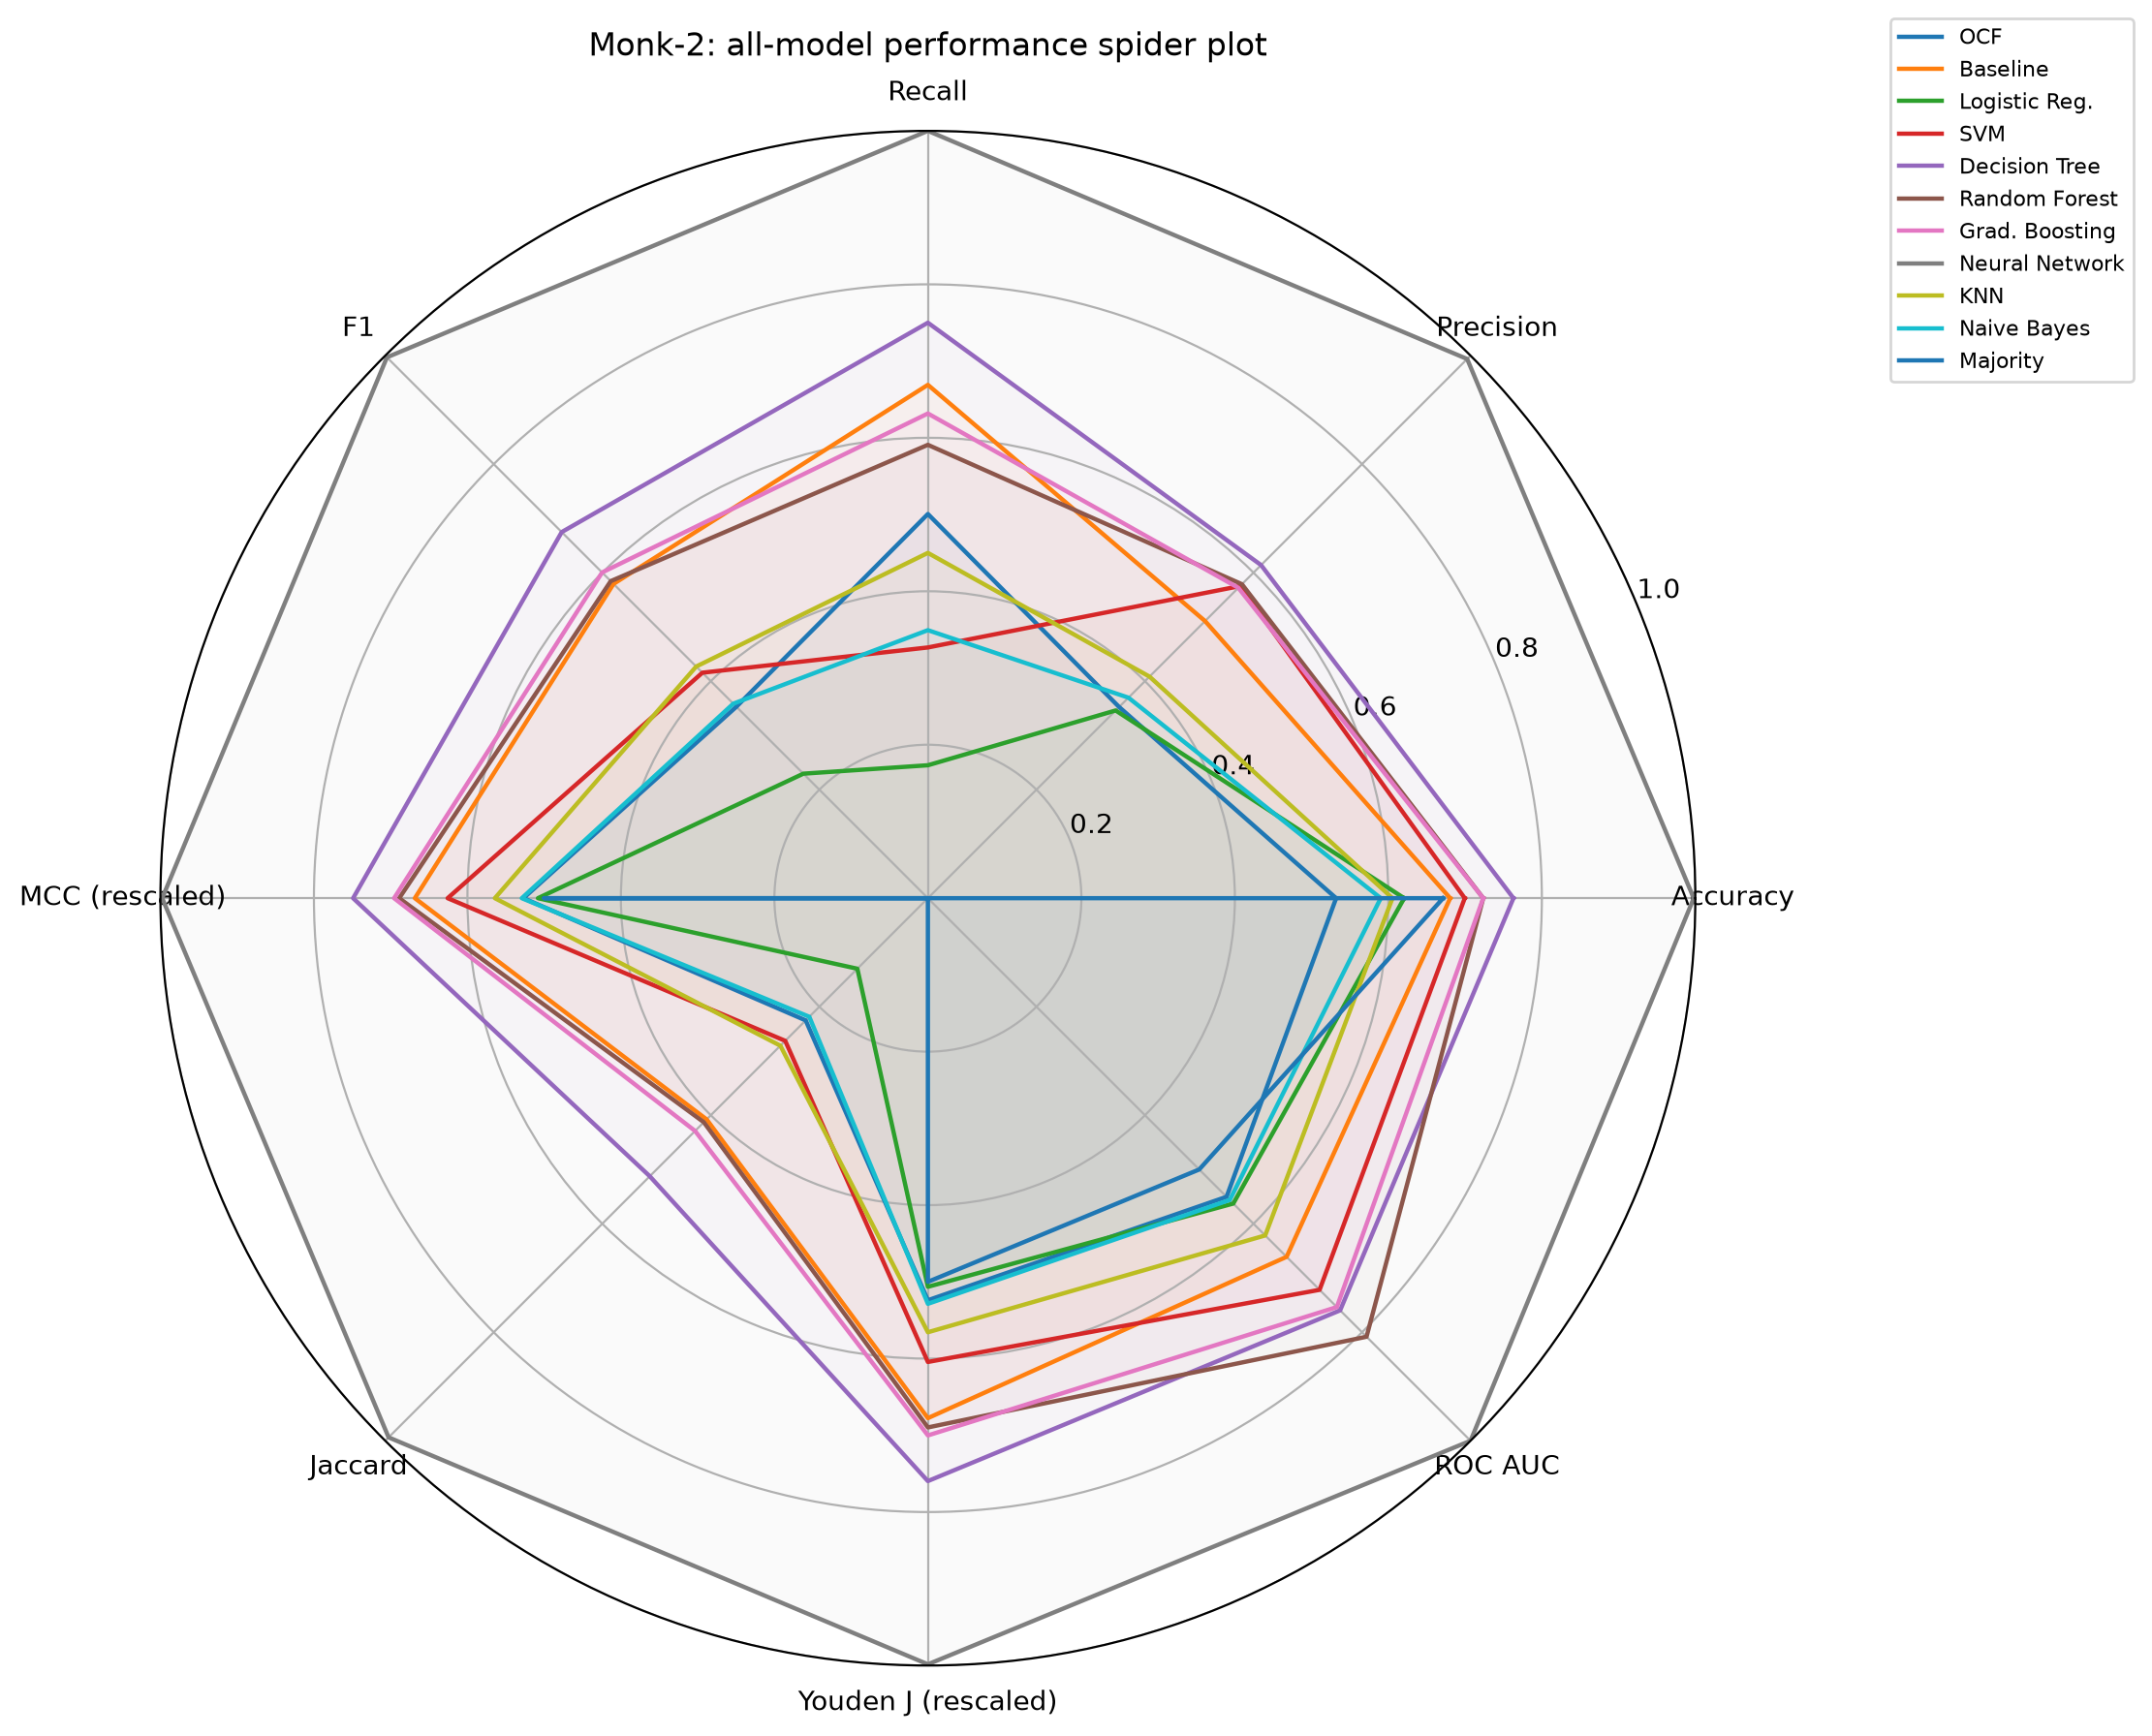 Monk-2: all-model performance spider plot
Recall
Precision
Accuracy
F1
MCC (rescaled)
Jaccard
Youden J (rescaled)
ROC AUC
0.2
0.4
0.6
0.8
1.0
OCF
Baseline
Logistic Reg.
SVM
Decision Tree
Random Forest
Grad. Boosting
Neural Network
KNN
Naive Bayes
Majority